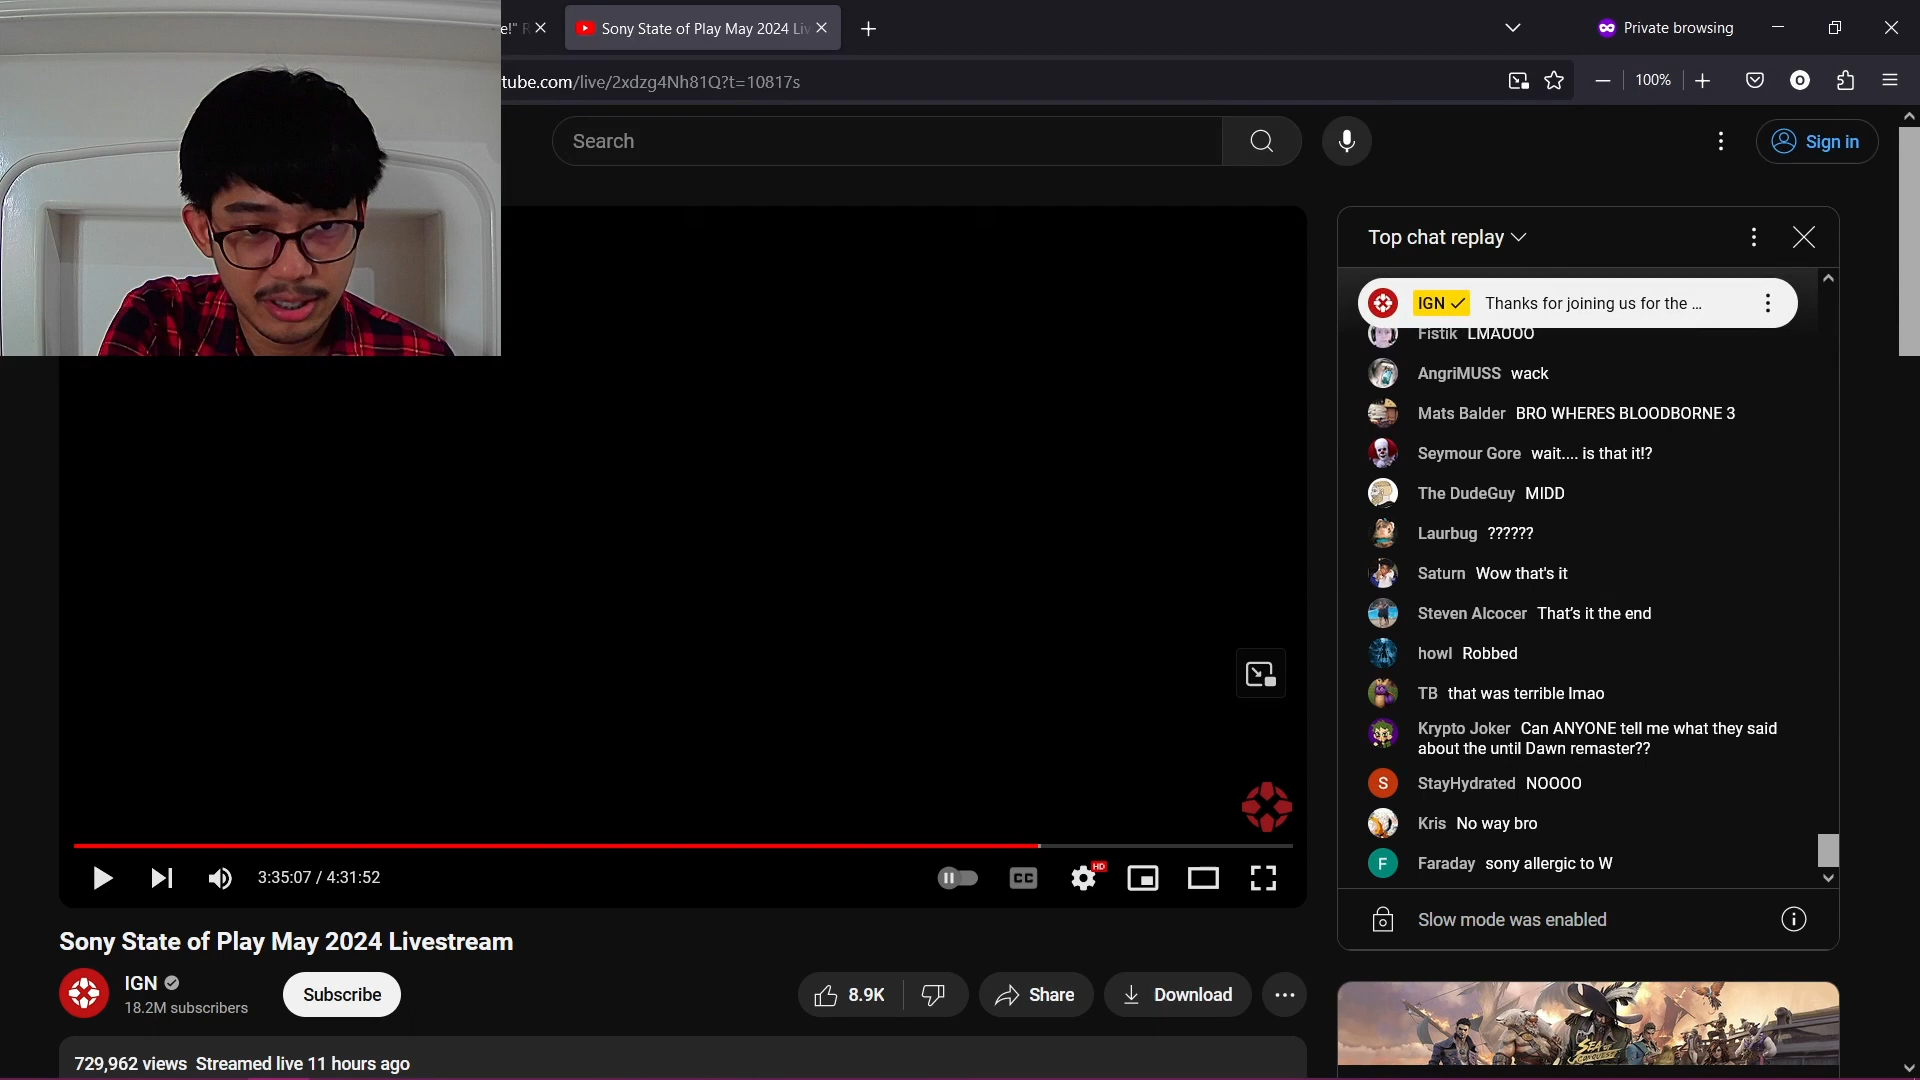 e!" R
Sony State of Play May 2024 Liv
Private browsing
tube.com/live/2xdzg4Nh81Q?t=10817s
100%
Search
Sign in
Top chat replay
IGN Thanks for joining us for the ...
Fistik LMAOOO
AngriMUSS wack
Mats Balder BRO WHERES BLOODBORNE 3
Seymour Gore wait.... is that it!?
The DudeGuy MIDD
Laurbug ??????
Saturn Wow that's it
Steven Alcocer That's it the end
howl Robbed
TB that was terrible lmao
Krypto Joker Can ANYONE tell me what they said
about the until Dawn remaster??
S StayHydrated NOOOO
Kris No way bro
F Faraday sony allergic to W
Slow mode was enabled
3:35:07 / 4:31:52
CC
HD
Sony State of Play May 2024 Livestream
IGN
18.2M subscribers
Subscribe
8.9K
Share
Download
729,962 views Streamed live 11 hours ago
SEA OF
CONQUEST